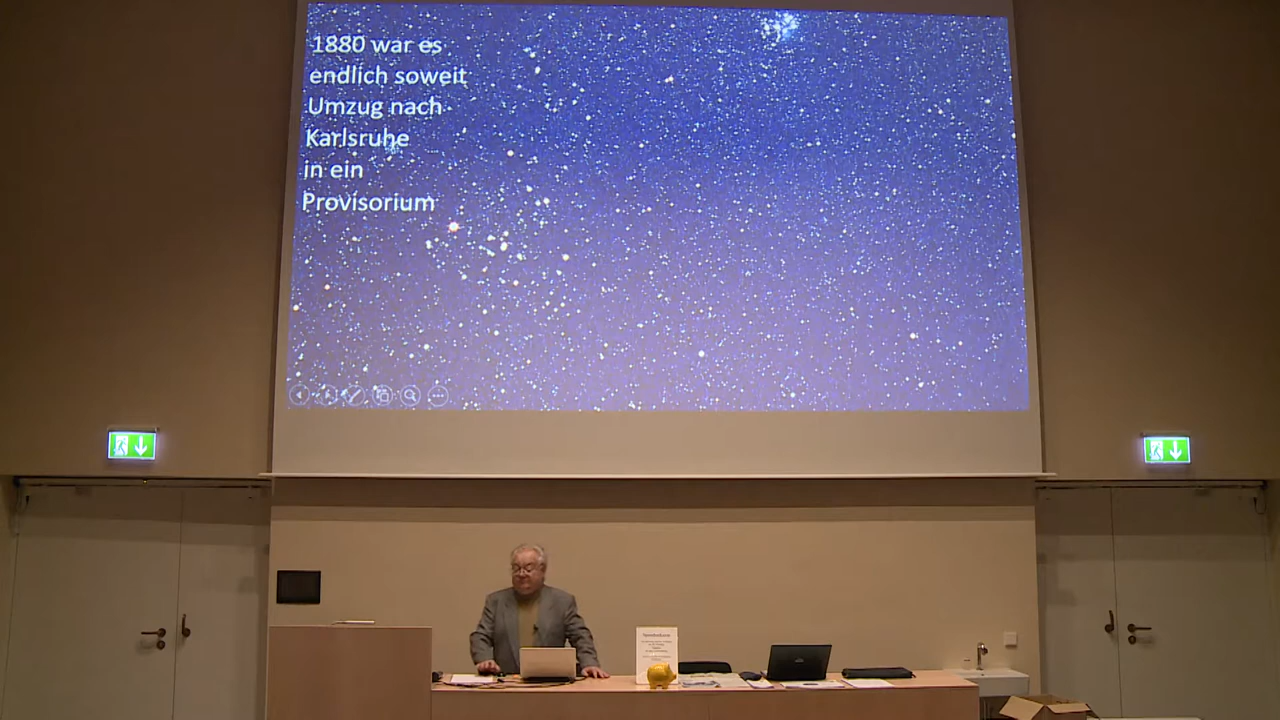 1880 war es
endlich soweit
Umzug nach
Karlsruhe
in ein
Provisorium